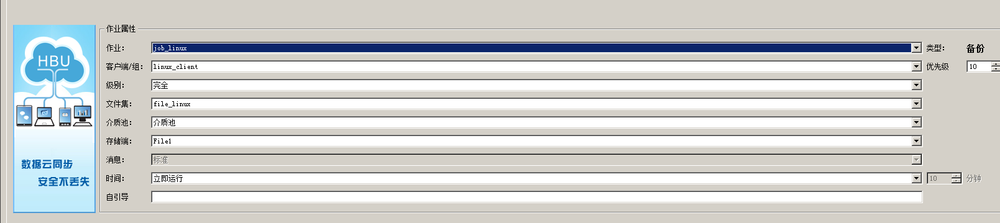 作业属性
HBU
数据云同步
安全不丢失
作业： job_linux 类型： 备份
客户端/组： linux_client 优先级 10
级别： 完全
文件集： file_linux
介质池： 介质池
存储端： File1
消息： 标准
时间： 立即运行 10 分钟
自引导